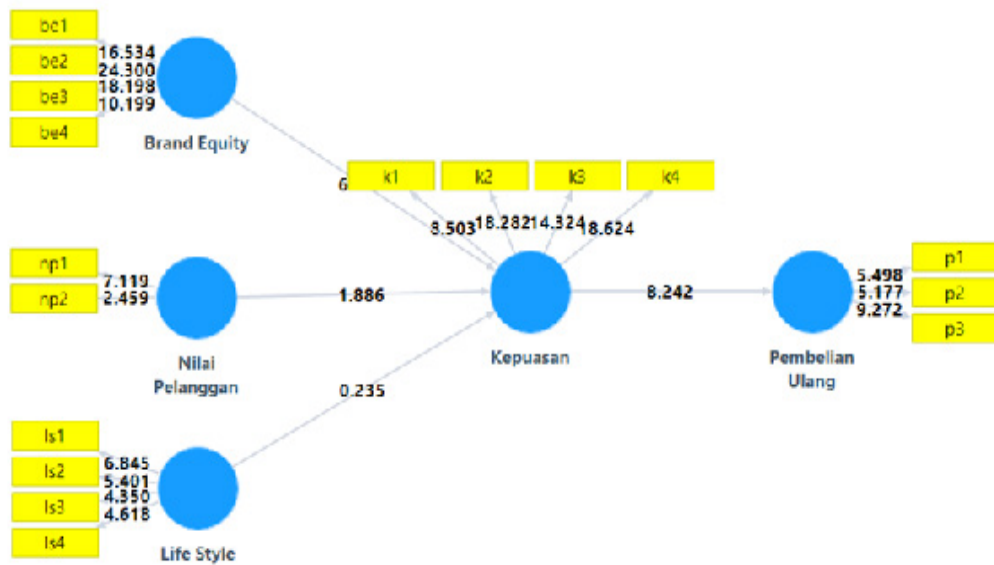 be1
be2
be3
be4
16.534
24.300
18.198
10.199
Brand Equity
6
k1
k2
k3
k4
8.503
18.282
14.324
18.624
np1
np2
7.119
2.459
Nilai
Pelanggan
1.886
Kepuasan
8.242
Pembelian
Ulang
5.498
5.177
9.272
p1
p2
p3
0.235
ls1
ls2
ls3
ls4
6.845
5.401
4.350
4.618
Life Style